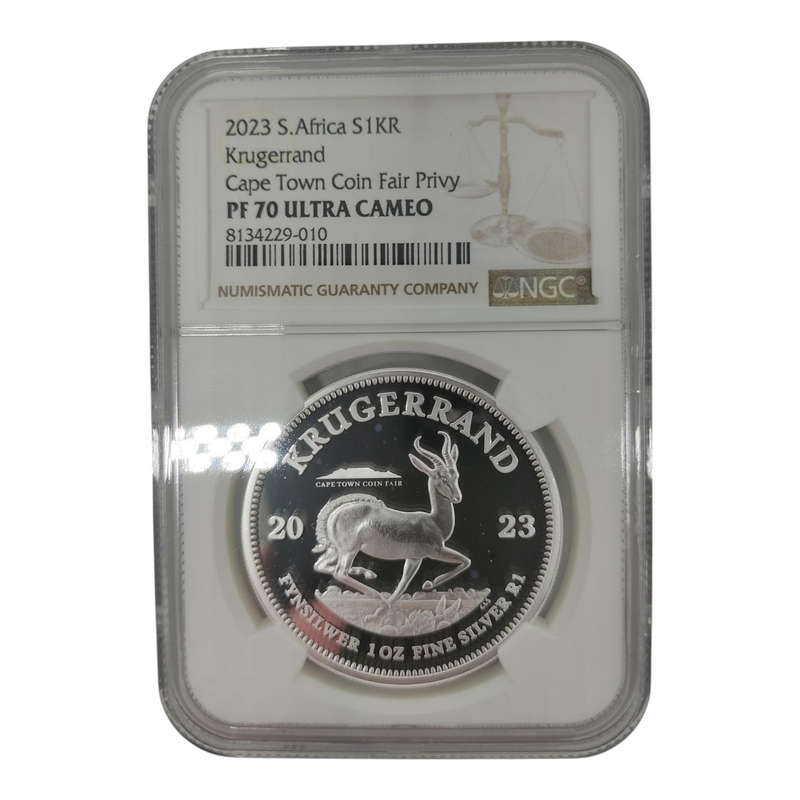 2023 S.Africa S1KR
Krugerrand
Cape Town Coin Fair Privy
PF 70 ULTRA CAMEO
8134229-010
NUMISMATIC GUARANTY COMPANY
NGC
KRUGERRAND
CAPE TOWN COIN FAIR
20 23
FYNSILWER 1 OZ FINE SILVER R1